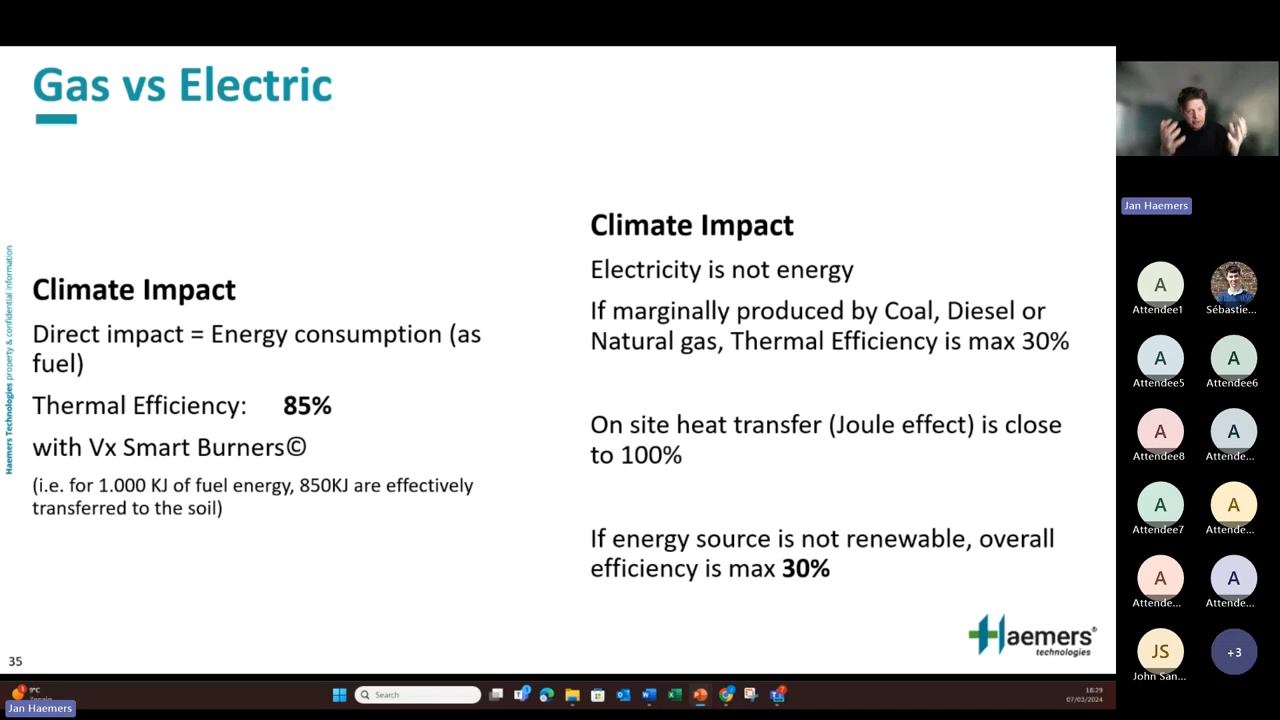 Gas vs Electric
Haemers Technologies property & confidential information
Climate Impact
Direct impact = Energy consumption (as
fuel)
Thermal Efficiency: 85%
with Vx Smart Burners©
(i.e. for 1.000 KJ of fuel energy, 850KJ are effectively
transferred to the soil)
Climate Impact
Electricity is not energy
If marginally produced by Coal, Diesel or
Natural gas, Thermal Efficiency is max 30%
On site heat transfer (Joule effect) is close
to 100%
If energy source is not renewable, overall
efficiency is max 30%
Haemers®
technologies
35
Jan Haemers
A
Attendee1
Sébastie...
A
Attendee5
A
Attendee6
A
Attendee8
A
Attende...
A
Attendee7
A
Attende...
A
Attende...
A
Attende...
JS
John San...
+3
9°C
Search
18:29
07/03/2024
Jan Haemers